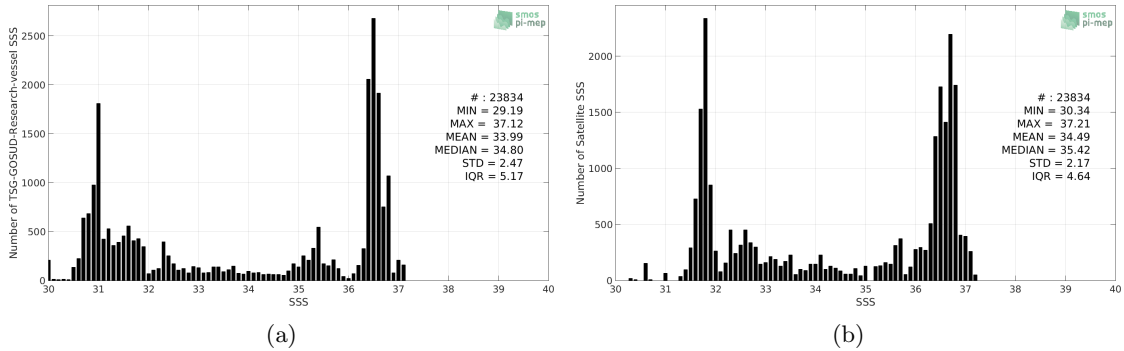 smos
pi-mep
Number of TSG-GOSUD-Research-vessel SSS
2500
2000
1500
1000
500
0
# : 23834
MIN = 29.19
MAX = 37.12
MEAN = 33.99
MEDIAN = 34.80
STD = 2.47
IQR = 5.17
30 31 32 33 34 35 36 37 38 39 40
SSS
(a)
smos
pi-mep
Number of Satellite SSS
2000
1500
1000
500
0
# : 23834
MIN = 30.34
MAX = 37.21
MEAN = 34.49
MEDIAN = 35.42
STD = 2.17
IQR = 4.64
30 31 32 33 34 35 36 37 38 39 40
SSS
(b)